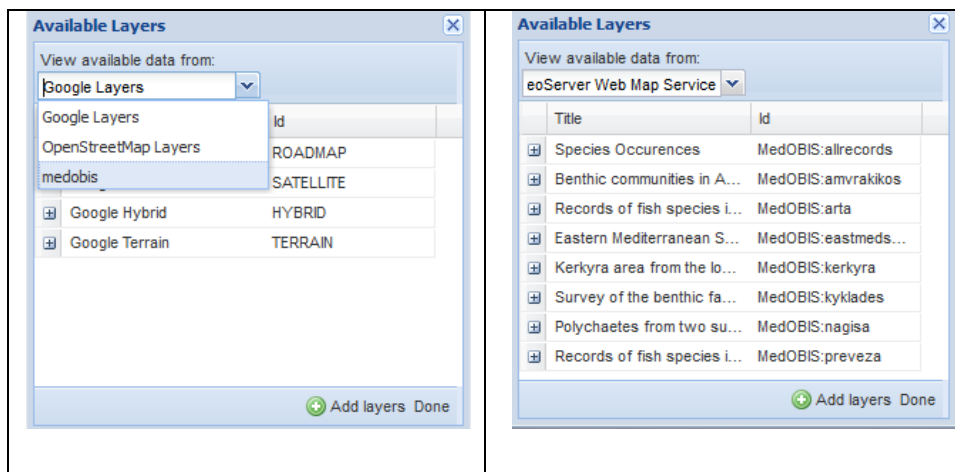 Available Layers
View available data from:
Google Layers
Google Layers
OpenStreetMap Layers
medobis
Id
ROADMAP
SATELLITE
Google Hybrid HYBRID
Google Terrain TERRAIN
Add layers Done
Available Layers
View available data from:
eoServer Web Map Service
Title Id
Species Occurences MedOBIS:allrecords
Benthic communities in A... MedOBIS:amvrakikos
Records of fish species i... MedOBIS:arta
Eastern Mediterranean S... MedOBIS:eastmeds...
Kerkyra area from the lo... MedOBIS:kerkyra
Survey of the benthic fa... MedOBIS:kyklades
Polychaetes from two su... MedOBIS:nagisa
Records of fish species i... MedOBIS:preveza
Add layers Done